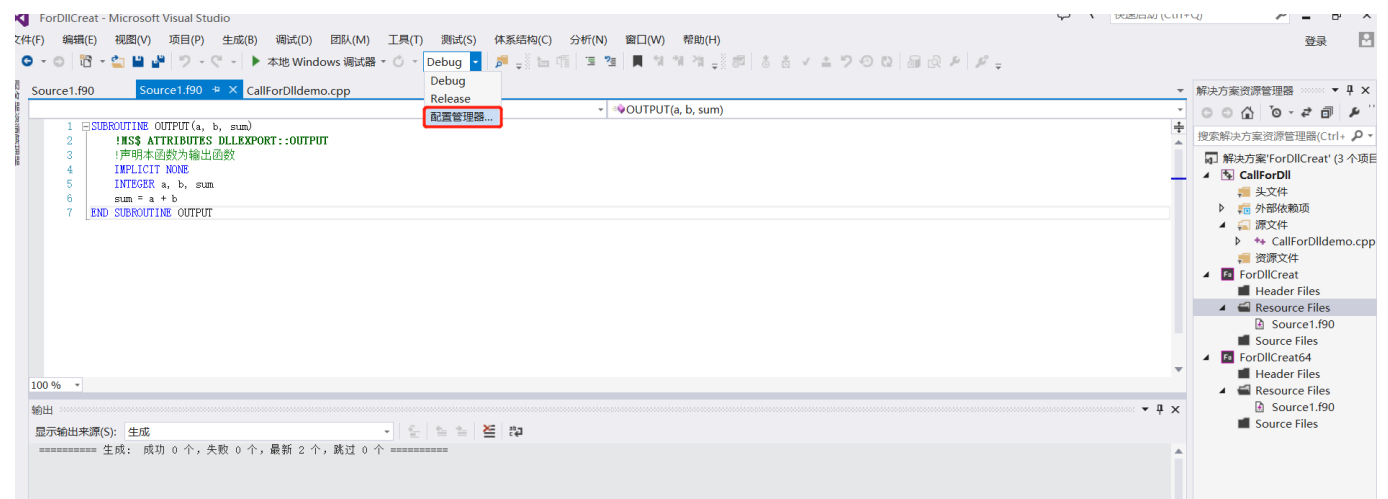 ForDllCreat - Microsoft Visual Studio
快速启动 (Ctrl+Q)
文件(F) 编辑(E) 视图(V) 项目(P) 生成(B) 调试(D) 团队(M) 工具(T) 测试(S) 体系结构(C) 分析(N) 窗口(W) 帮助(H)
登录
本地 Windows 调试器 Debug
Debug
Release
配置管理器...
Source1.f90 Source1.f90 CallForDlldemo.cpp
OUTPUT(a, b, sum)
1 SUBROUTINE OUTPUT(a, b, sum)
2 !MS$ ATTRIBUTES DLLEXPORT::OUTPUT
3 !声明本函数为输出函数
4 IMPLICIT NONE
5 INTEGER a, b, sum
6 sum = a + b
7 END SUBROUTINE OUTPUT
100 %
输出
显示输出来源(S): 生成
========== 生成: 成功 0 个，失败 0 个，最新 2 个，跳过 0 个 ==========
解决方案资源管理器
搜索解决方案资源管理器(Ctrl+
解决方案'ForDllCreat' (3 个项目
CallForDll
头文件
外部依赖项
源文件
CallForDlldemo.cpp
资源文件
ForDllCreat
Header Files
Resource Files
Source1.f90
Source Files
ForDllCreat64
Header Files
Resource Files
Source1.f90
Source Files